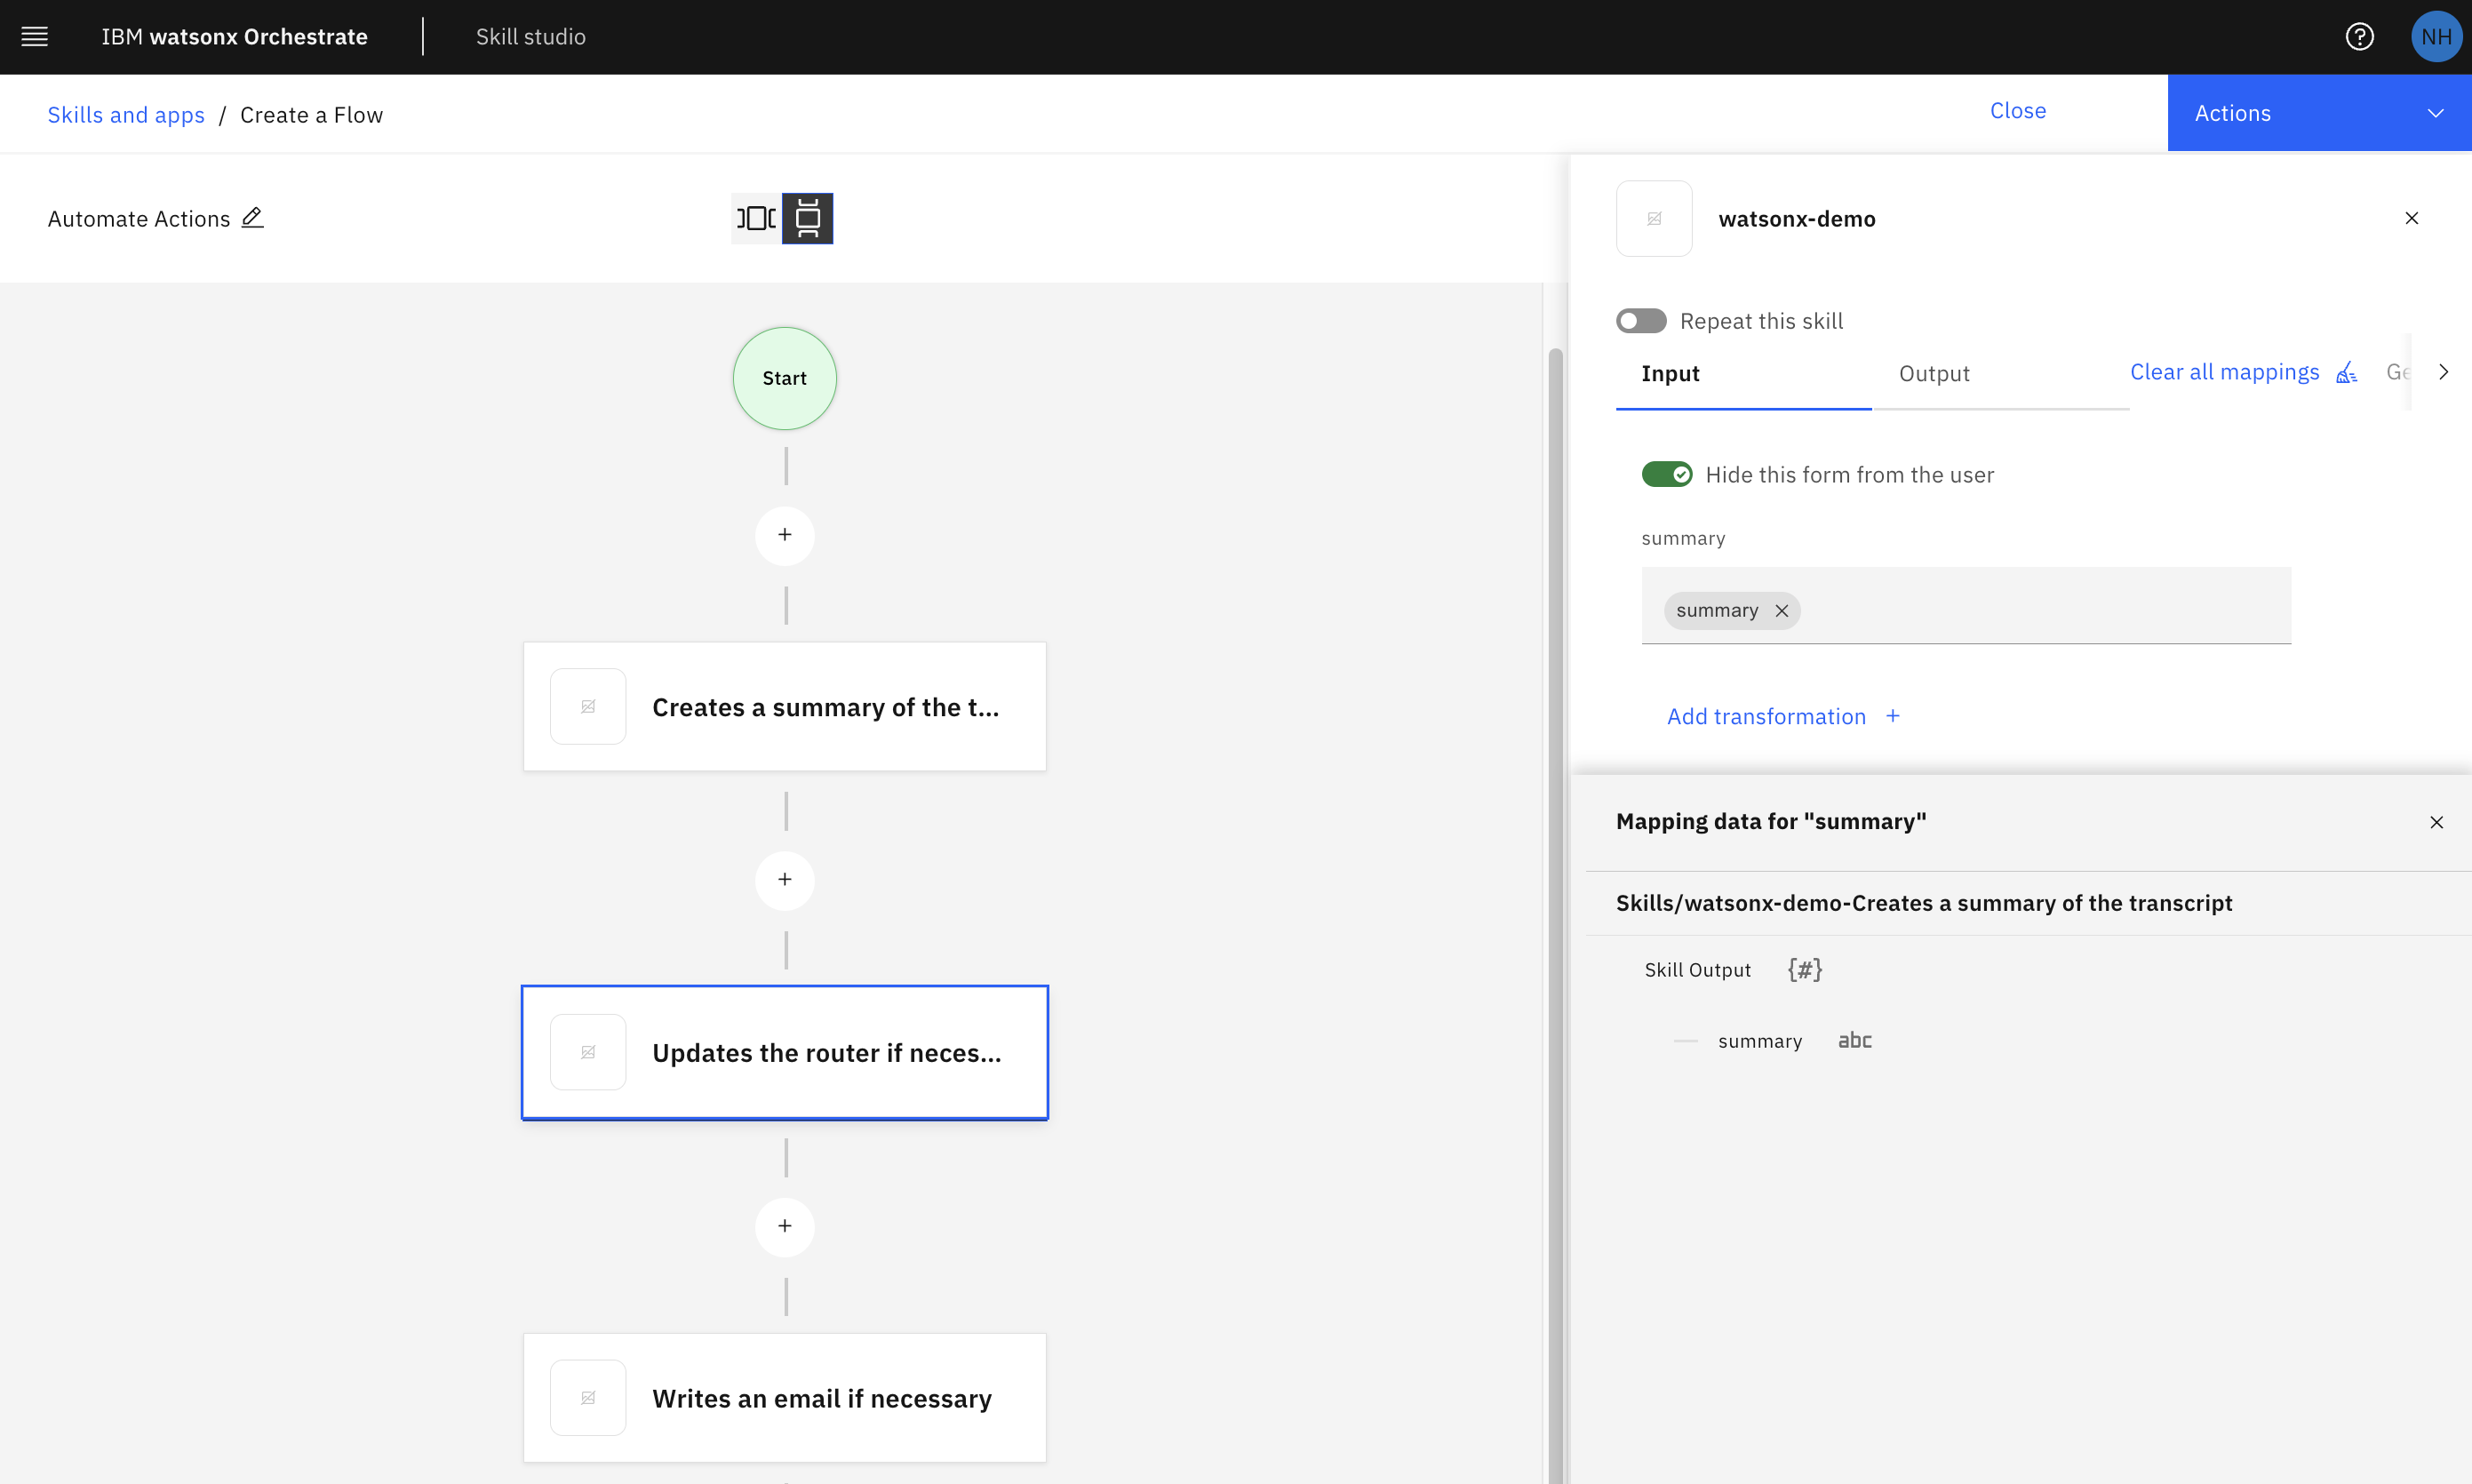 IBM watsonx Orchestrate
Skill studio
NH
Skills and apps / Create a Flow
Close
Actions
Automate Actions
Start
+
Creates a summary of the t...
+
Updates the router if neces...
+
Writes an email if necessary
watsonx-demo
Repeat this skill
Input
Output
Clear all mappings
Ge
Hide this form from the user
summary
summary
Add transformation +
Mapping data for "summary"
Skills/watsonx-demo-Creates a summary of the transcript
Skill Output {#}
summary abc